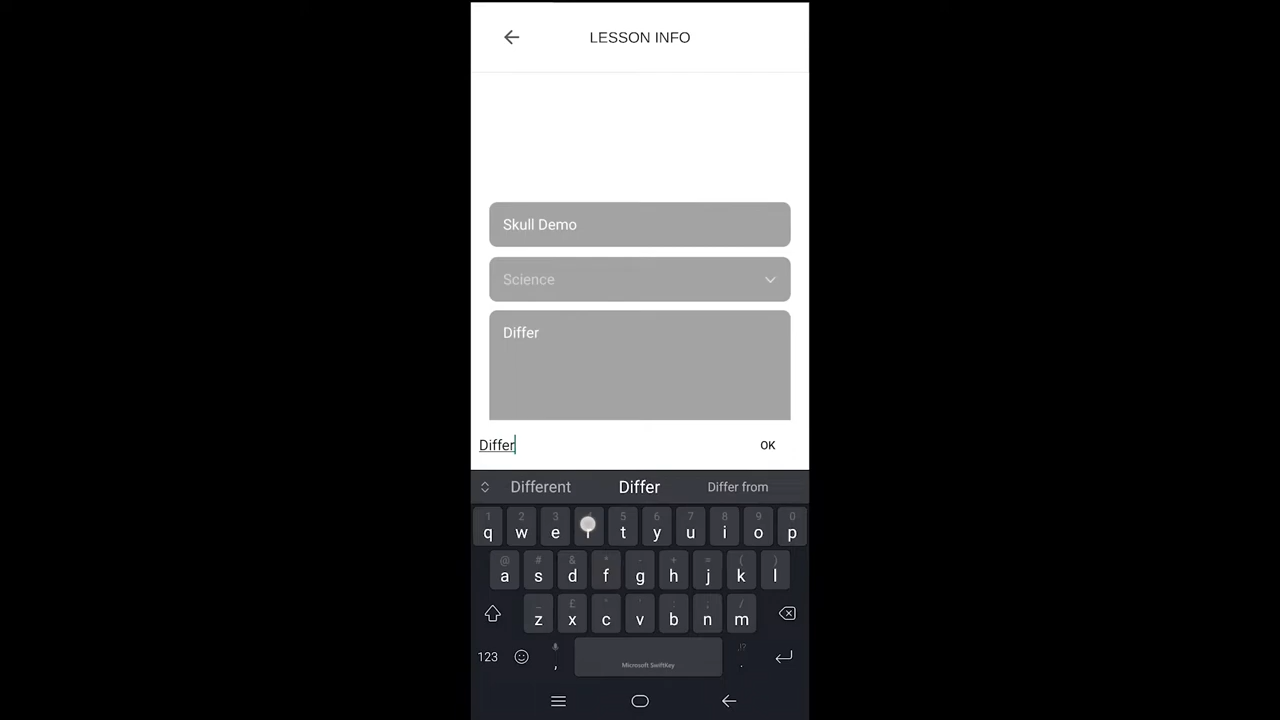 LESSON INFO
Skull Demo
Science
Differ
Differ OK
Different Differ Differ from
1 2 3 5 6 7 8 9 0
q w e t y u i o p
@ # & * - + = ( )
a s d f g h j k l
_ £ " ' : ; /
z x c v b n m
!?
123 , Microsoft SwiftKey .